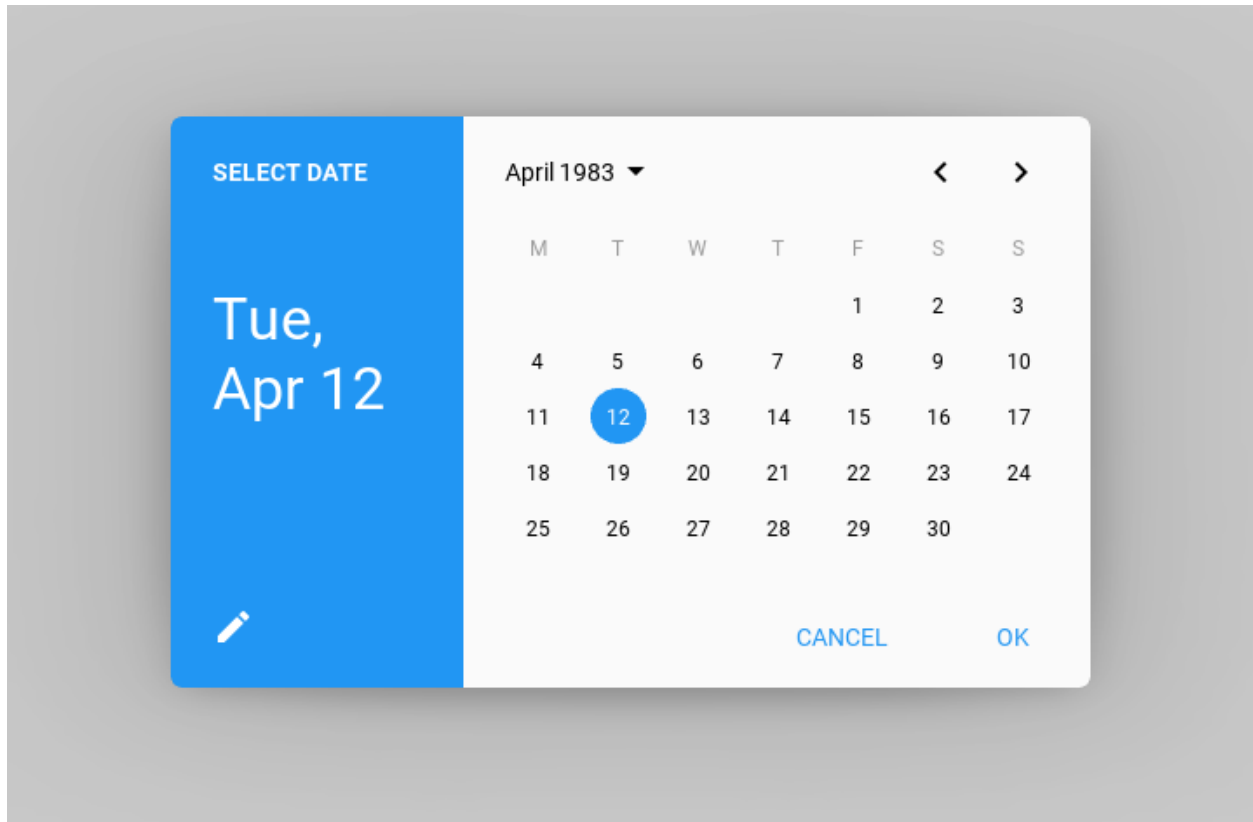 SELECT DATE
Tue,
Apr 12
April 1983
M T W T F S S
1 2 3
4 5 6 7 8 9 10
11 12 13 14 15 16 17
18 19 20 21 22 23 24
25 26 27 28 29 30
CANCEL OK